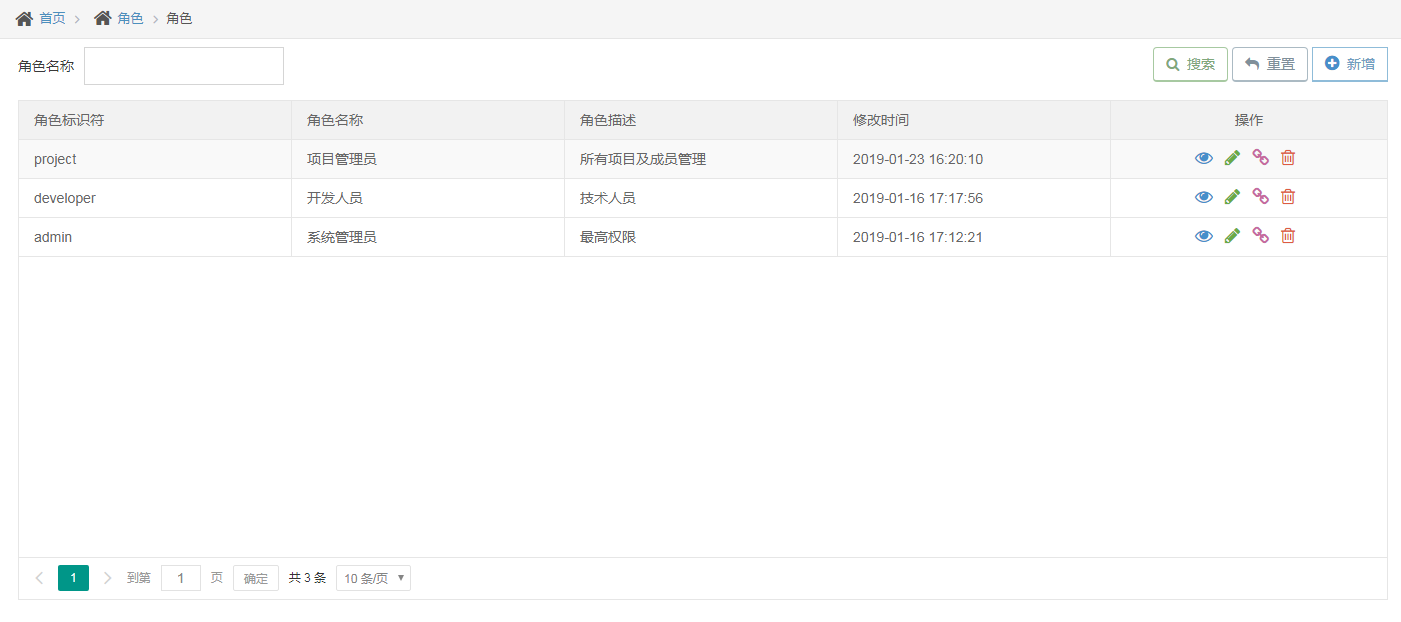 首页 角色 角色
角色名称 搜索 重置 新增
角色标识符 角色名称 角色描述 修改时间 操作
project 项目管理员 所有项目及成员管理 2019-01-23 16:20:10
developer 开发人员 技术人员 2019-01-16 17:17:56
admin 系统管理员 最高权限 2019-01-16 17:12:21
1 到第 1 页 确定 共 3 条 10 条/页